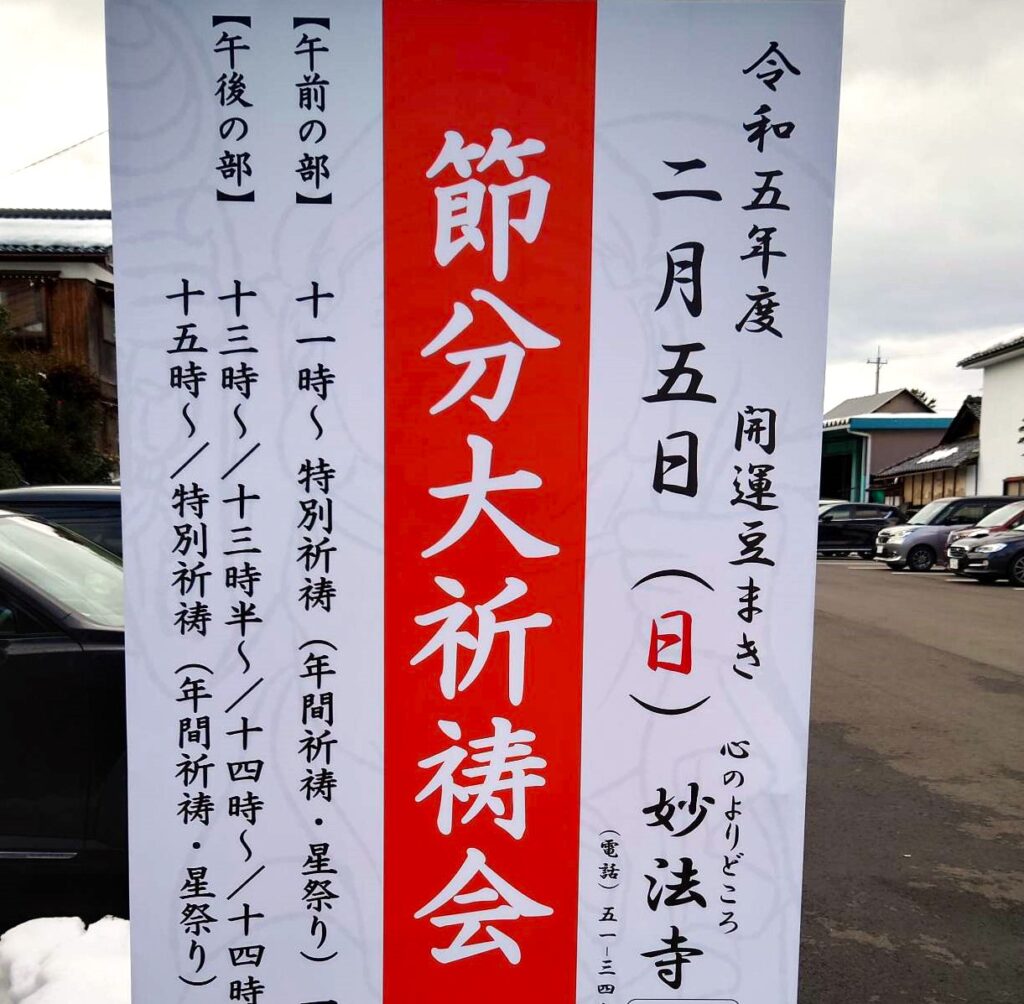 令和五年度 開運豆まき 心のよりどころ
二月五日（日） 妙法寺
（電話）五一ー三四
節分大祈祷会
【午前の部】 十一時〜 特別祈祷（年間祈祷・星祭り）
【午後の部】 十三時〜／十三時半〜／十四時〜／十四時
十五時〜／特別祈祷（年間祈祷・星祭り）